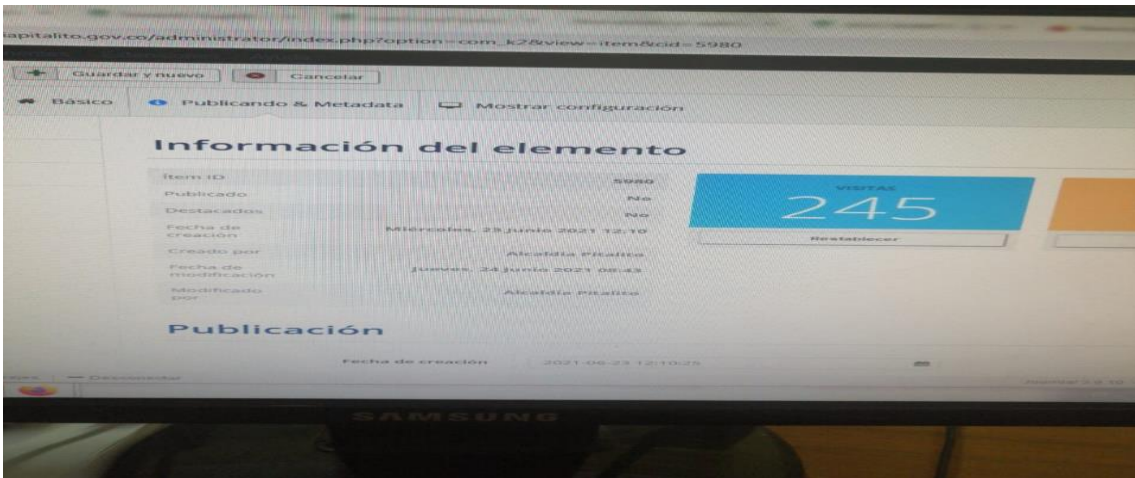 apitalito.gov.co/administrator/index.php?option=com_k2&view=item&cid=5980
Guardar y nuevo Cancelar
Básico Publicando & Metadata Mostrar configuración
Información del elemento
Item ID 5980
Publicado No
Destacados No
Fecha de creación Miércoles, 23 Junio 2021 12:10
Creado por Alcaldía Pitalito
Fecha de modificación Jueves, 24 Junio 2021 08:43
Modificado por Alcaldía Pitalito
VISITAS
245
Restablecer
Publicación
Fecha de creación 2021-06-23 12:10:25
Desconectar
SAMSUNG